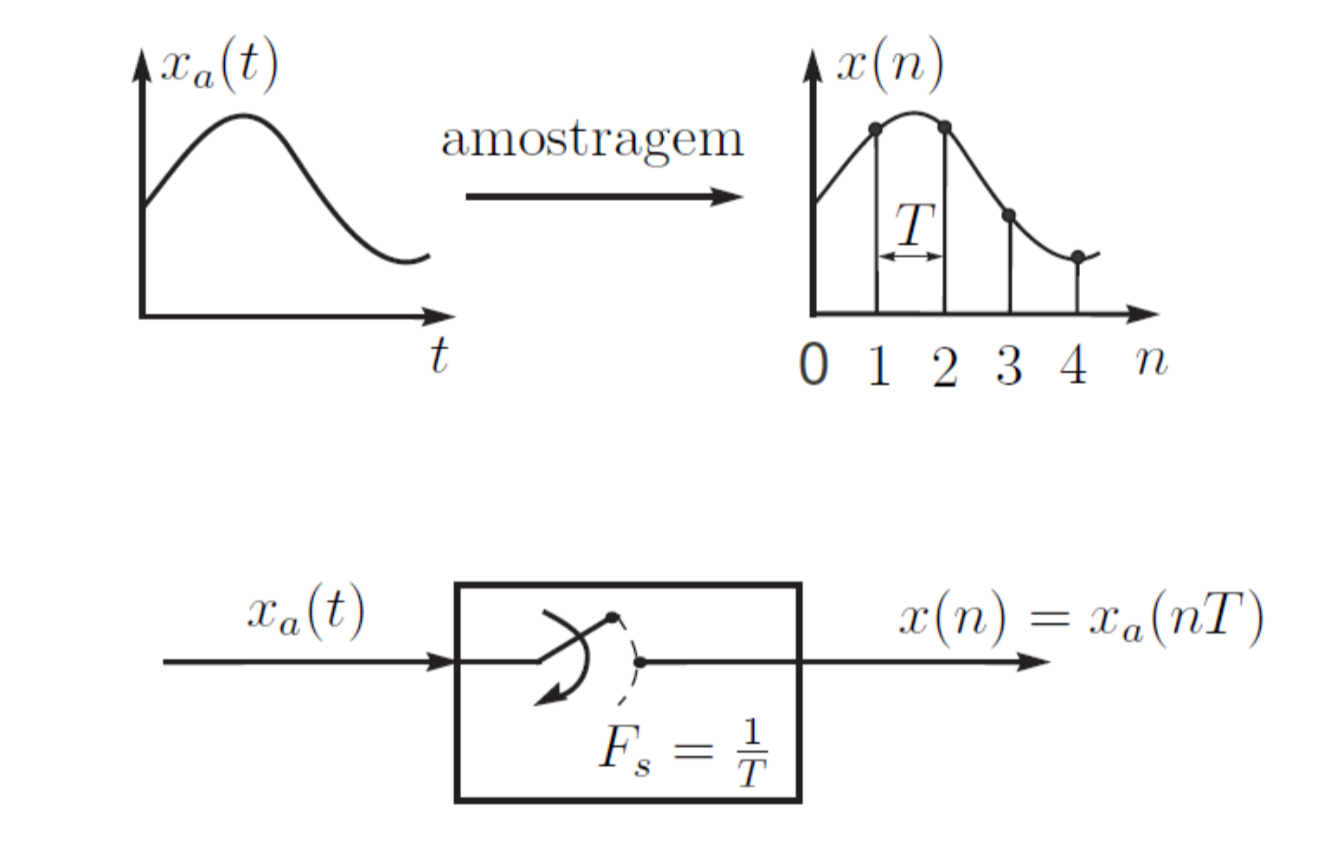 x_a(t)
x(n)
amostragem
T
t
0 1 2 3 4 n
x_a(t)
x(n) = x_a(nT)
F_s = 1/T